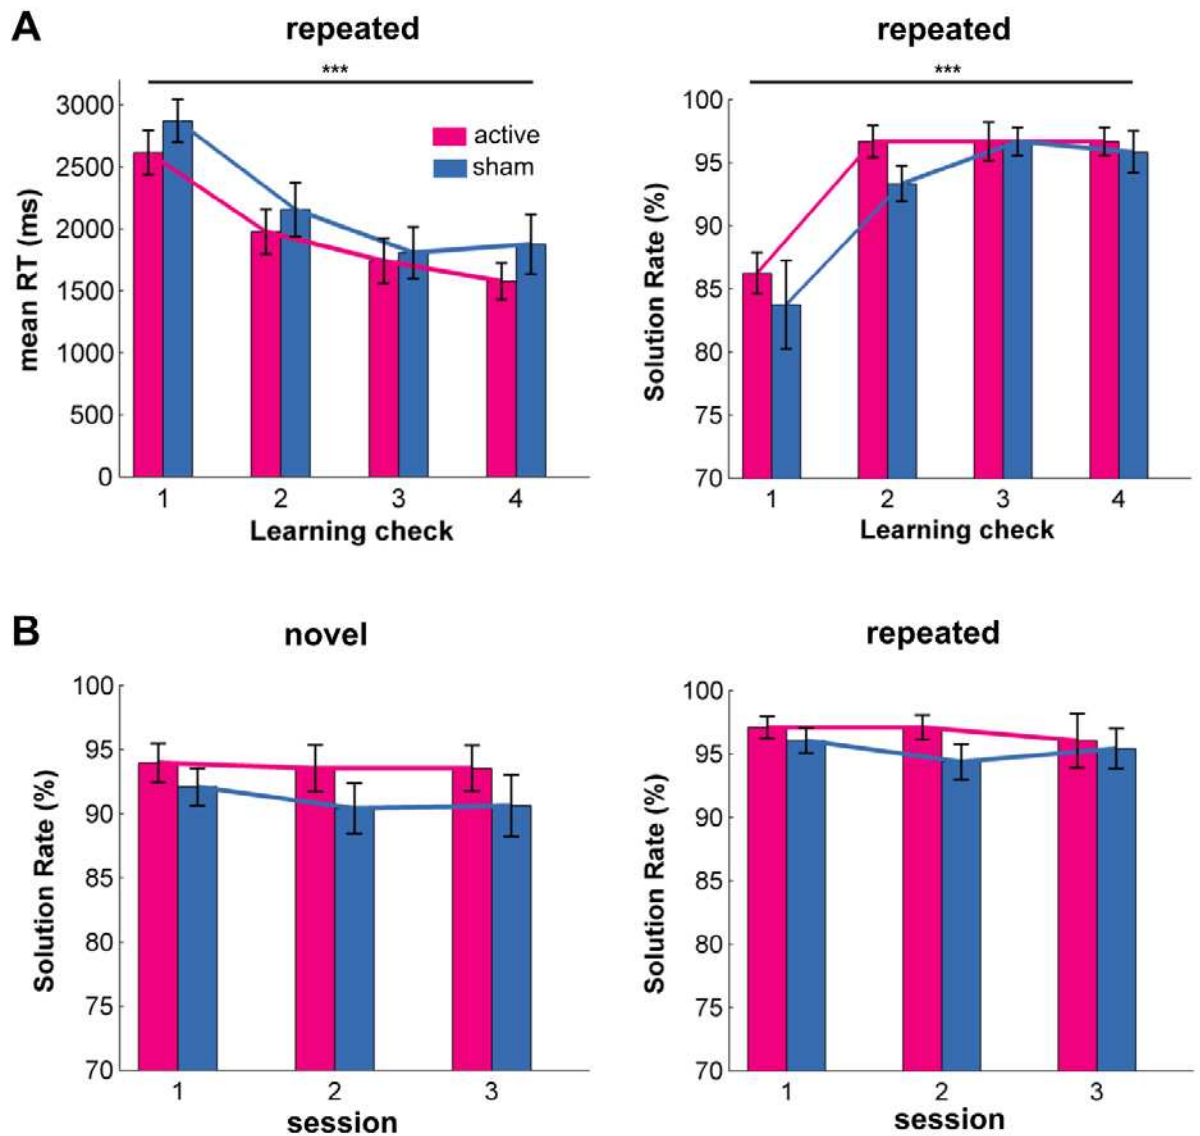 A
repeated
***
3000
2500
2000
1500
1000
500
0
mean RT (ms)
active
sham
1 2 3 4
Learning check
repeated
***
100
95
90
85
80
75
70
Solution Rate (%)
1 2 3 4
Learning check
B
novel
100
95
90
85
80
75
70
Solution Rate (%)
1 2 3
session
repeated
100
95
90
85
80
75
70
Solution Rate (%)
1 2 3
session